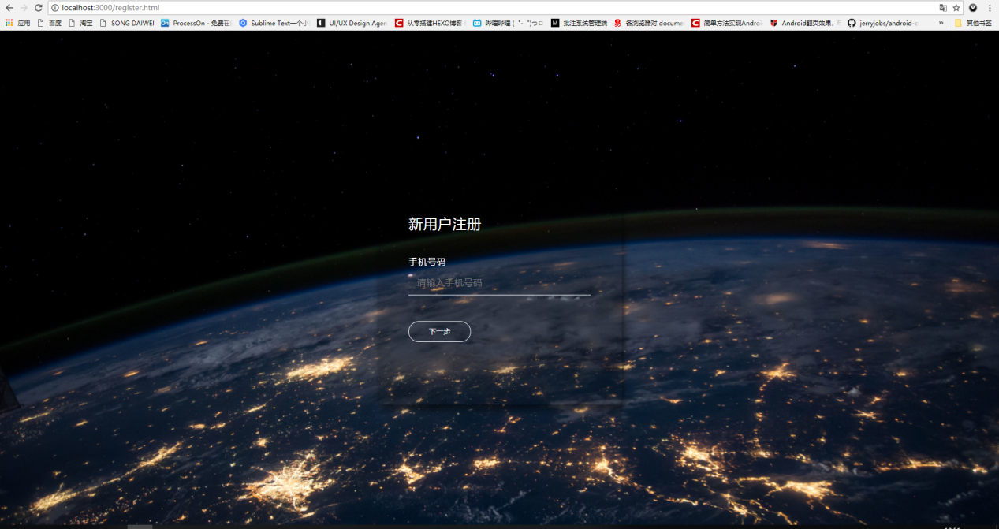 localhost:3000/register.html
应用 百度 淘宝 SONG DAIWEI ProcessOn - 免费在 Sublime Text一个小 UI/UX Design Agen 从零搭建HEXO博客 哔哩哔哩 ( ゜- ゜)つロ 批注系统管理端 各浏览器对 docume 简单方法实现Androi Android翻页效果, jerryjobs/android- » 其他书签
新用户注册
手机号码
请输入手机号码
下一步